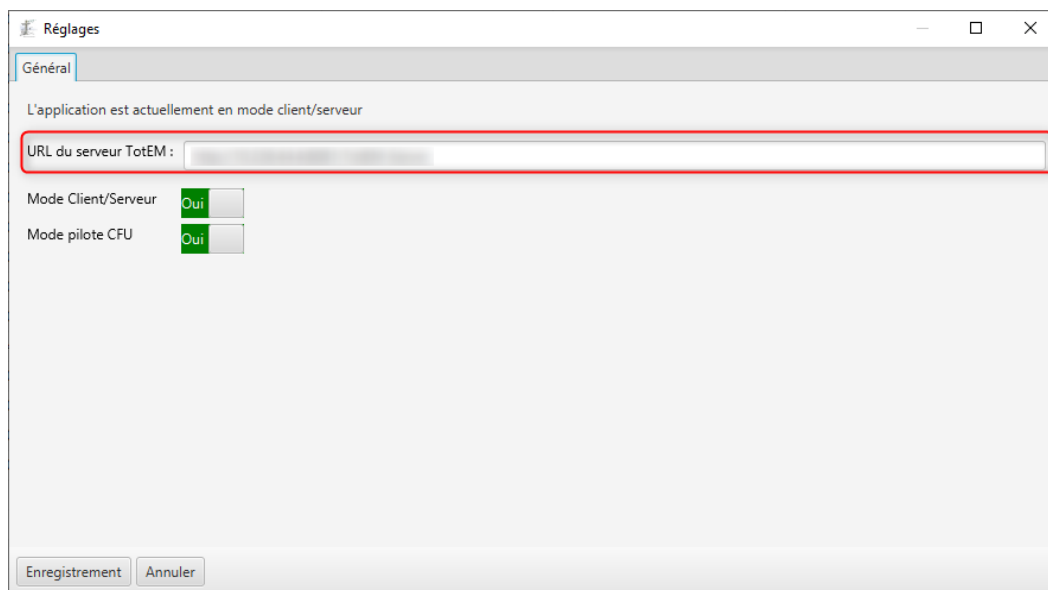 Réglages
Général
L'application est actuellement en mode client/serveur
URL du serveur TotEM :
Mode Client/Serveur Oui
Mode pilote CFU Oui
Enregistrement Annuler